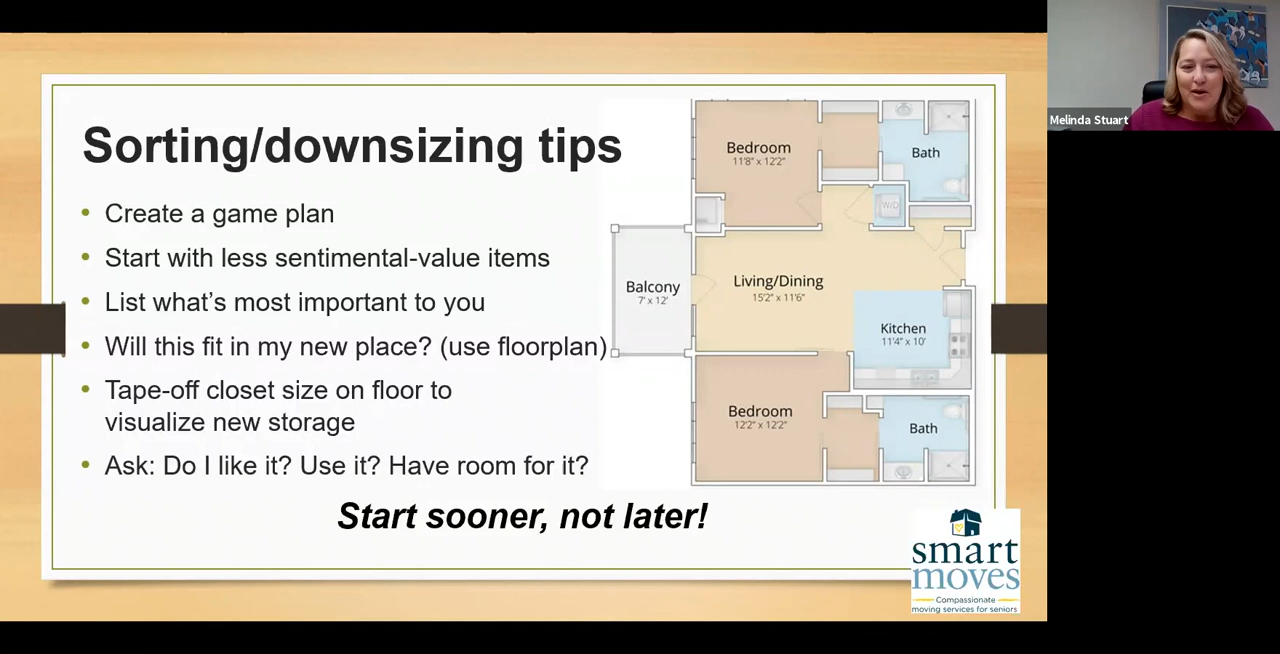 Sorting/downsizing tips
• Create a game plan
• Start with less sentimental-value items
• List what's most important to you
• Will this fit in my new place? (use floorplan)
• Tape-off closet size on floor to
visualize new storage
• Ask: Do I like it? Use it? Have room for it?
Start sooner, not later!
Bedroom
11'8" x 12'2"
Bath
W/D
Balcony
7' x 12'
Living/Dining
15'2" x 11'6"
Kitchen
11'4" x 10'
Bedroom
12'2" x 12'2"
Bath
smart
moves
Compassionate
moving services for seniors
Melinda Stuart